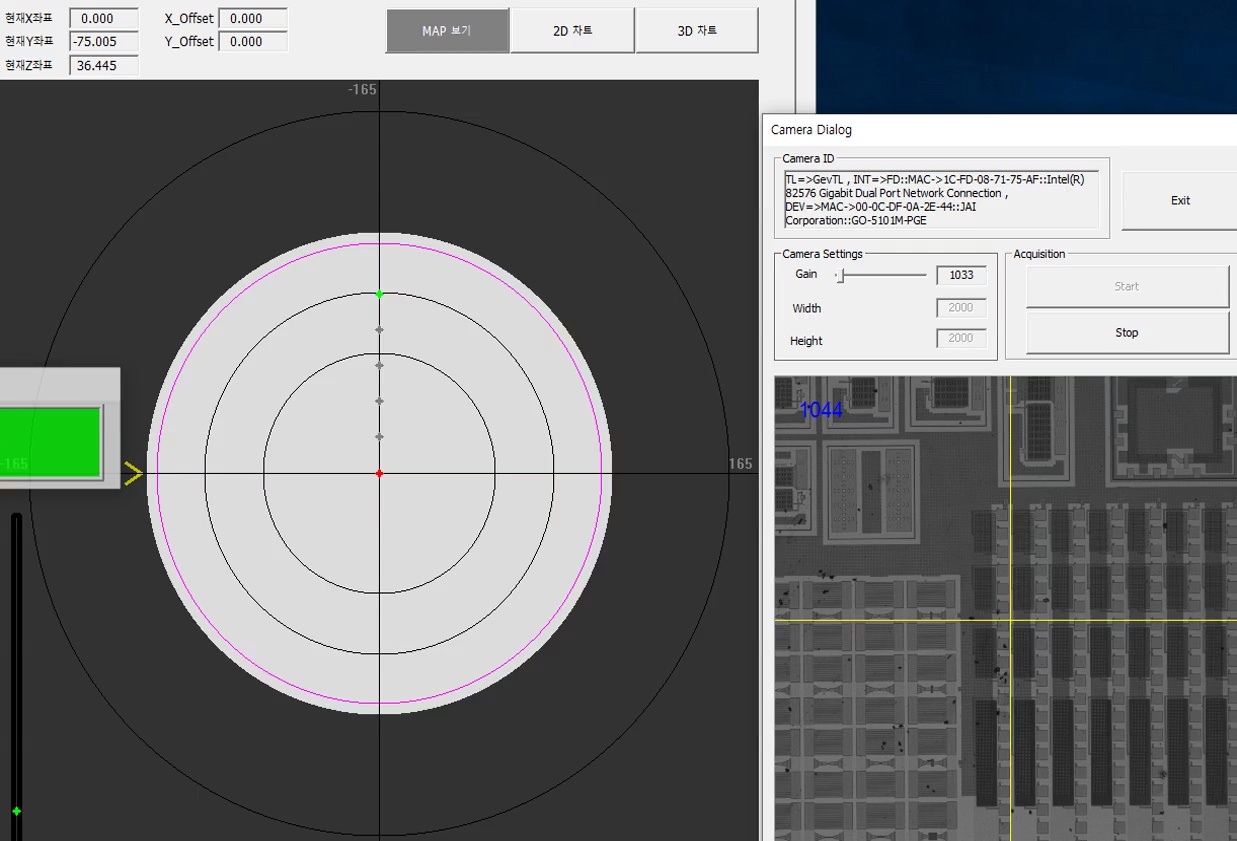 현재X좌표 0.000 X_Offset 0.000
현재Y좌표 -75.005 Y_Offset 0.000
현재Z좌표 36.445
MAP 보기 2D 차트 3D 차트
-165
-165
165
Camera Dialog
Camera ID
TL=>GevTL , INT=>FD::MAC->1C-FD-08-71-75-AF::Intel(R)
82576 Gigabit Dual Port Network Connection ,
DEV=>MAC->00-0C-DF-0A-2E-44::JAI
Corporation::GO-5101M-PGE
Exit
Camera Settings
Gain 1033
Width 2000
Height 2000
Acquisition
Start
Stop
1044